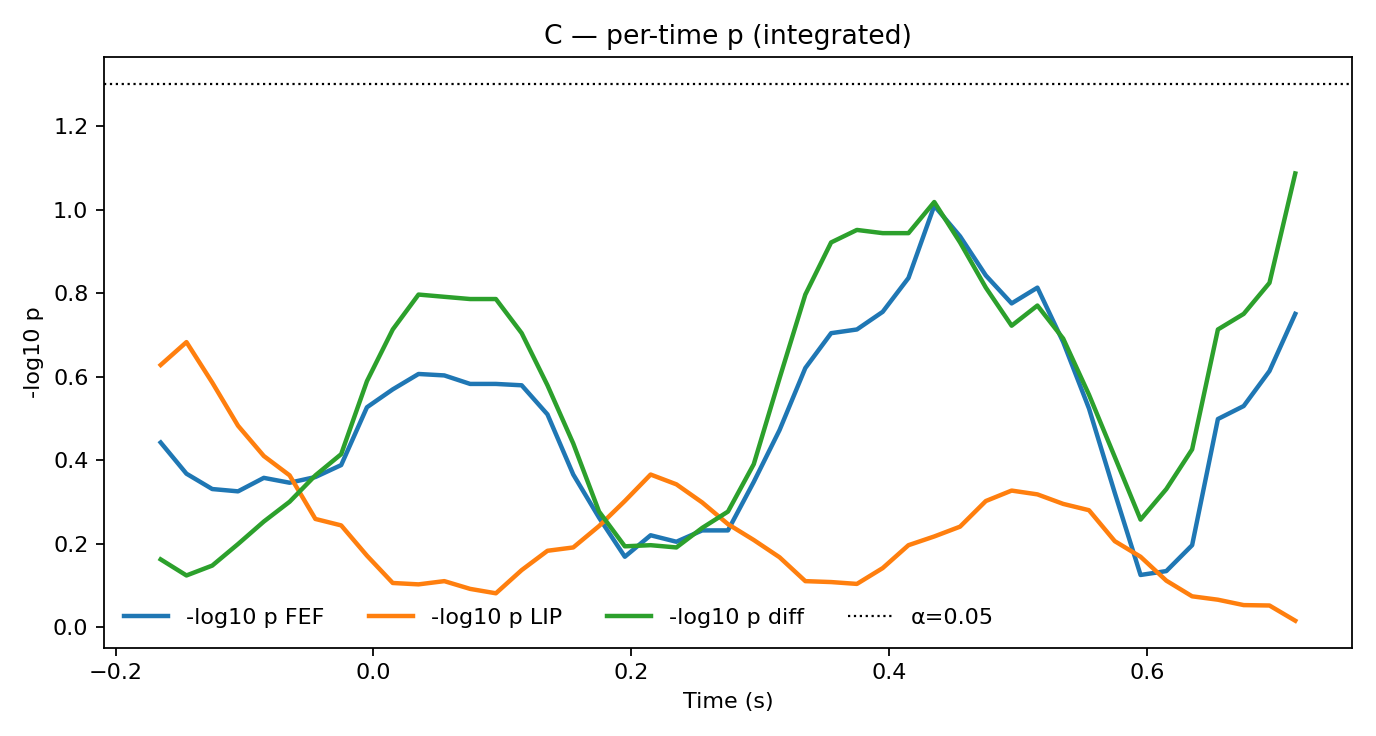 C — per-time p (integrated)
-log10 p
1.2
1.0
0.8
0.6
0.4
0.2
0.0
-log10 p FEF -log10 p LIP -log10 p diff α=0.05
−0.2 0.0 0.2 0.4 0.6
Time (s)